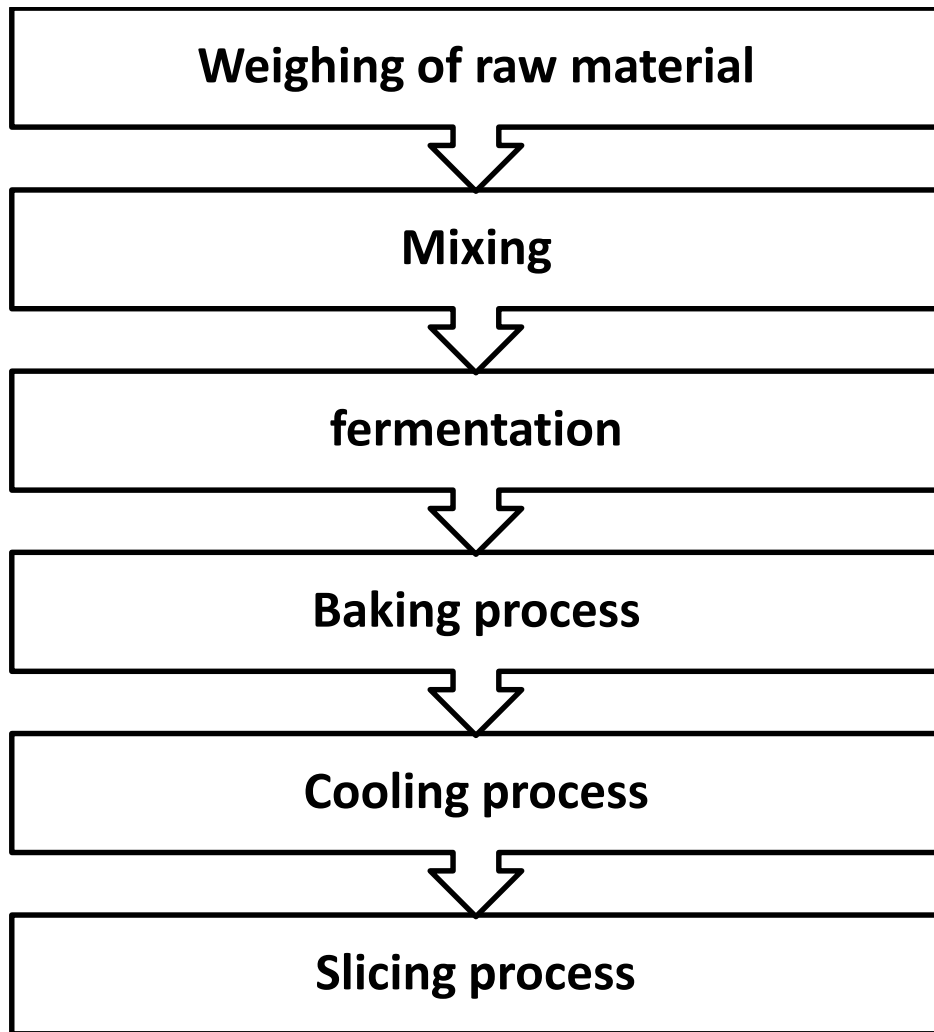 Weighing of raw material
Mixing
fermentation
Baking process
Cooling process
Slicing process